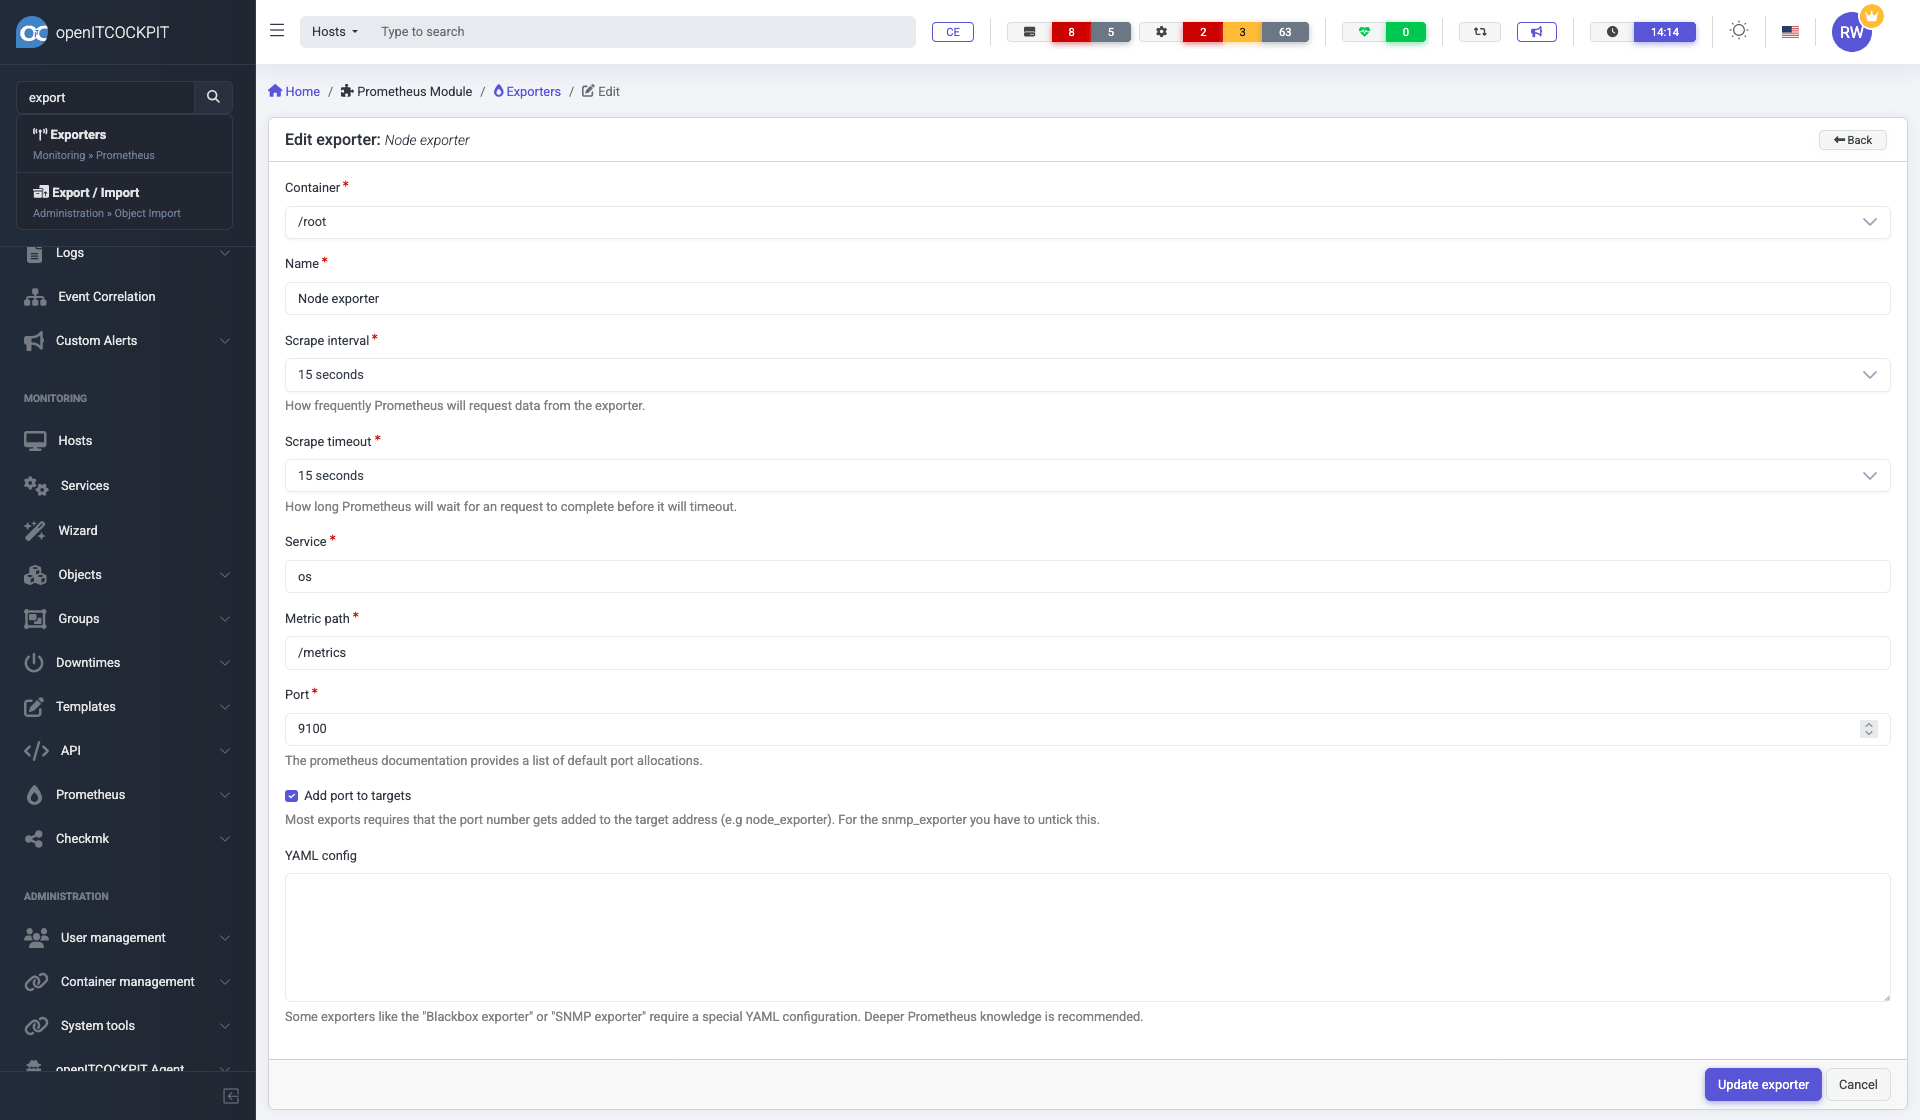 openITCOCKPIT
Hosts
Type to search
CE
8
5
2
3
63
0
14:14
RW
export
Exporters
Monitoring » Prometheus
Export / Import
Administration » Object Import
Logs
Event Correlation
Custom Alerts
MONITORING
Hosts
Services
Wizard
Objects
Groups
Downtimes
Templates
API
Prometheus
Checkmk
ADMINISTRATION
User management
Container management
System tools
openITCOCKPIT Agent
Home / Prometheus Module / Exporters / Edit
Edit exporter: Node exporter
Back
Container *
/root
Name *
Node exporter
Scrape interval *
15 seconds
How frequently Prometheus will request data from the exporter.
Scrape timeout *
15 seconds
How long Prometheus will wait for an request to complete before it will timeout.
Service *
os
Metric path *
/metrics
Port *
9100
The prometheus documentation provides a list of default port allocations.
Add port to targets
Most exports requires that the port number gets added to the target address (e.g node_exporter). For the snmp_exporter you have to untick this.
YAML config
Some exporters like the "Blackbox exporter" or "SNMP exporter" require a special YAML configuration. Deeper Prometheus knowledge is recommended.
Update exporter
Cancel